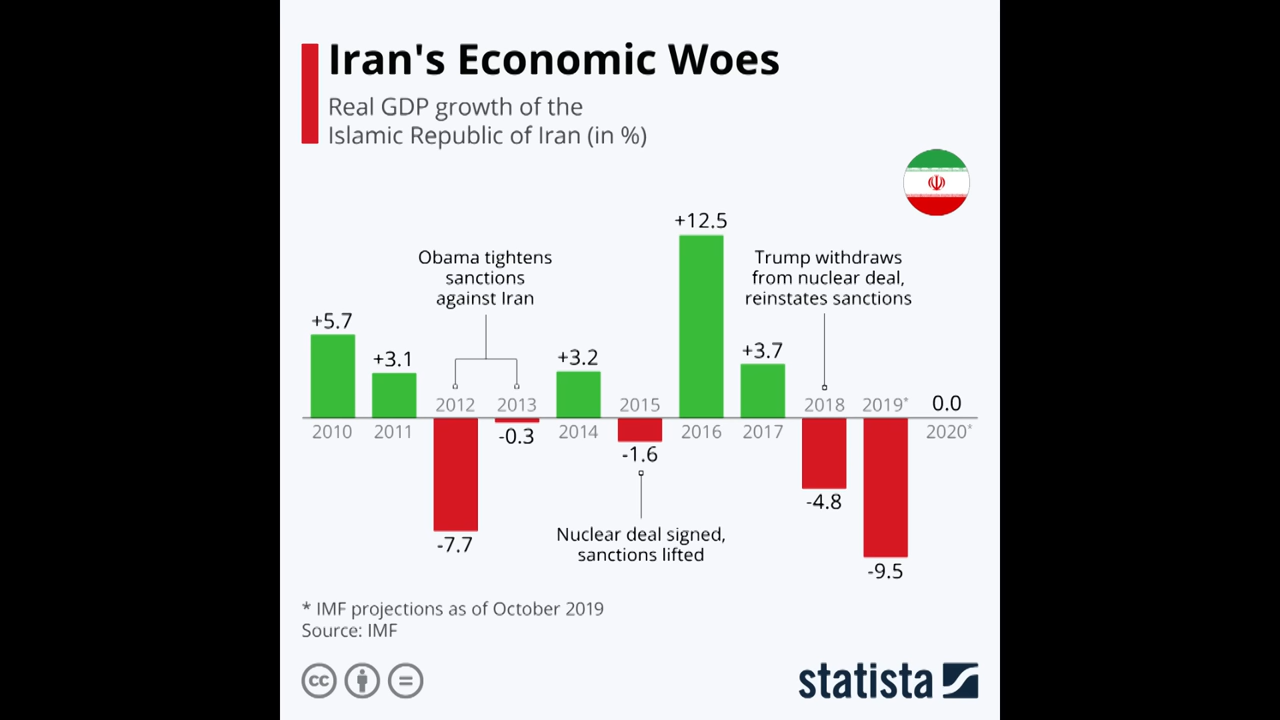 Iran's Economic Woes
Real GDP growth of the
Islamic Republic of Iran (in %)
+5.7
+3.1
Obama tightens
sanctions
against Iran
+3.2
+12.5
+3.7
Trump withdraws
from nuclear deal,
reinstates sanctions
0.0
2012
2013
2015
2018
2019*
2010
2011
2014
2016
2017
2020*
-7.7
-0.3
-1.6
-4.8
-9.5
Nuclear deal signed,
sanctions lifted
* IMF projections as of October 2019
Source: IMF
cc
statista